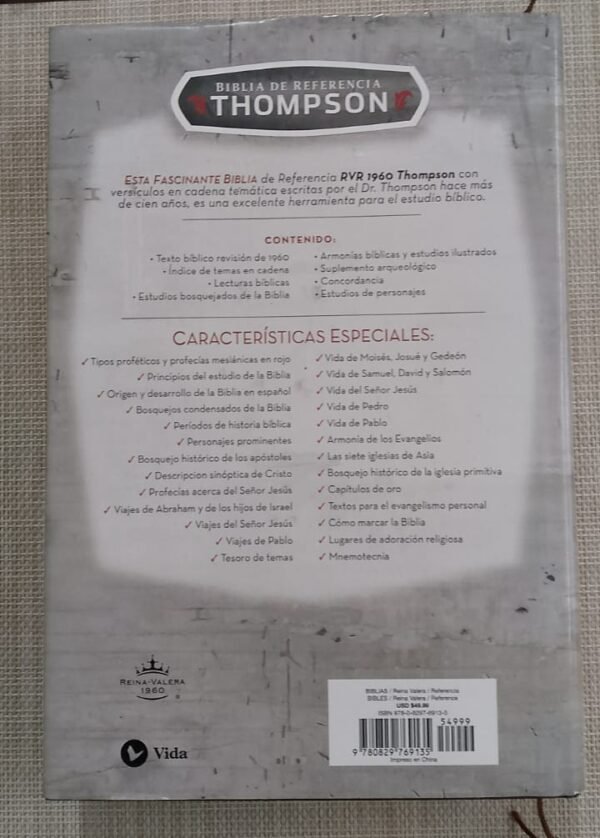 BIBLIA DE REFERENCIA
THOMPSON
ESTA FASCINANTE BIBLIA de Referencia RVR 1960 Thompson con
versículos en cadena temática escritas por el Dr. Thompson hace más
de cien años, es una excelente herramienta para el estudio bíblico.
CONTENIDO:
• Texto bíblico revisión de 1960
• Índice de temas en cadena
• Lecturas bíblicas
• Estudios bosquejados de la Biblia
• Armonías bíblicas y estudios ilustrados
• Suplemento arqueológico
• Concordancia
• Estudios de personajes
CARACTERÍSTICAS ESPECIALES:
✓ Tipos proféticos y profecías mesiánicas en rojo
✓ Principios del estudio de la Biblia
✓ Origen y desarrollo de la Biblia en español
✓ Bosquejos condensados de la Biblia
✓ Períodos de historia bíblica
✓ Personajes prominentes
✓ Bosquejo histórico de los apóstoles
✓ Descripcion sinóptica de Cristo
✓ Profecías acerca del Señor Jesús
✓ Viajes de Abraham y de los hijos de Israel
✓ Viajes del Señor Jesús
✓ Viajes de Pablo
✓ Tesoro de temas
✓ Vida de Moisés, Josué y Gedeón
✓ Vida de Samuel, David y Salomón
✓ Vida del Señor Jesús
✓ Vida de Pedro
✓ Vida de Pablo
✓ Armonía de los Evangelios
✓ Las siete iglesias de Asia
✓ Bosquejo histórico de la iglesia primitiva
✓ Capítulos de oro
✓ Textos para el evangelismo personal
✓ Cómo marcar la Biblia
✓ Lugares de adoración religiosa
✓ Mnemotecnia
REINA-VALERA
1960
®
Vida
BIBLIAS / Reina Valera / Referencia
BIBLES / Reina Valera / Reference
USD $49.99
ISBN 978-0-8297-6913-5
54999
9 780829 769135
Impreso en China